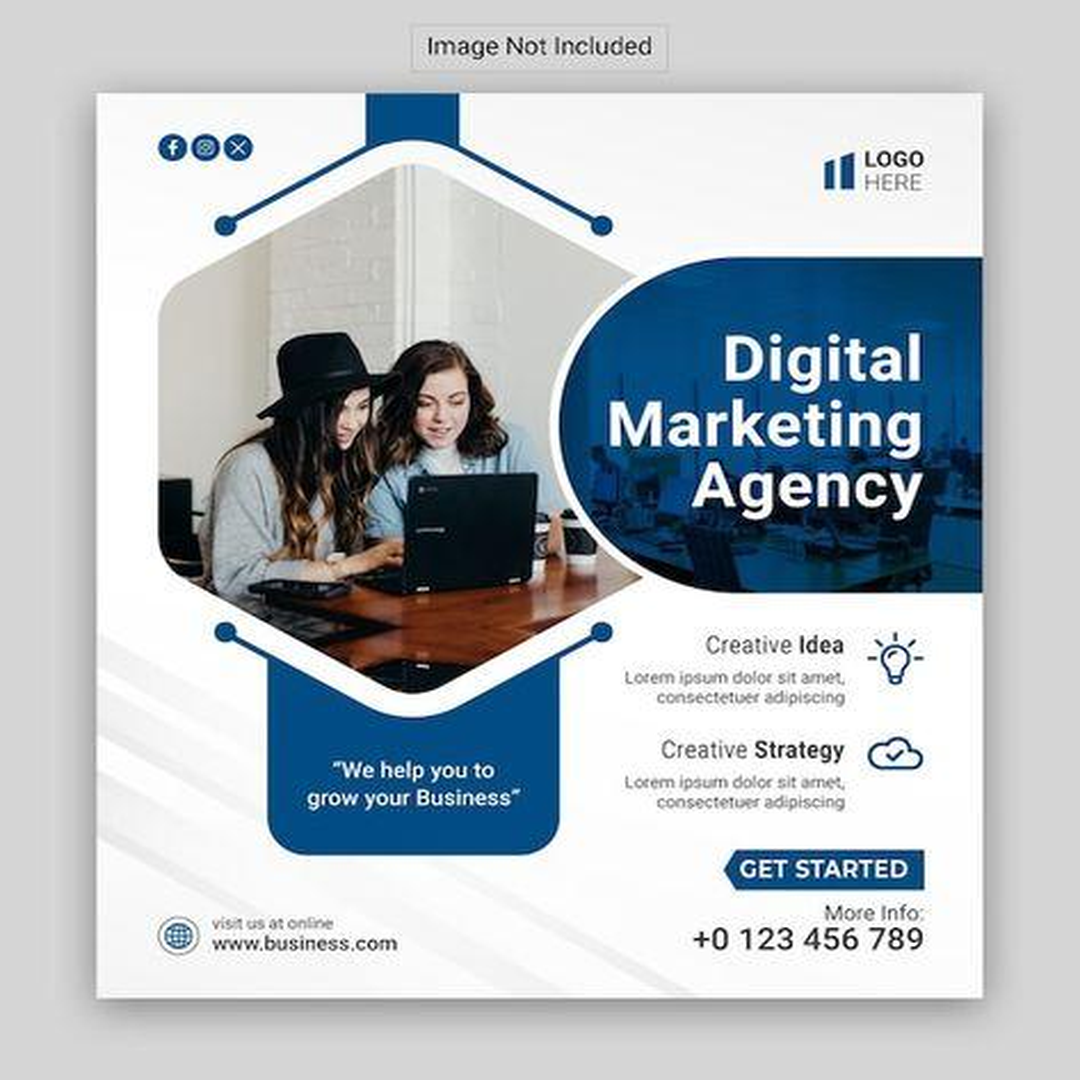 Image Not Included
LOGO
HERE
Digital
Marketing
Agency
Creative Idea
Lorem ipsum dolor sit amet,
consectetuer adipiscing
Creative Strategy
Lorem ipsum dolor sit amet,
consectetuer adipiscing
“We help you to
grow your Business”
GET STARTED
More Info:
+0 123 456 789
visit us at online
www.business.com